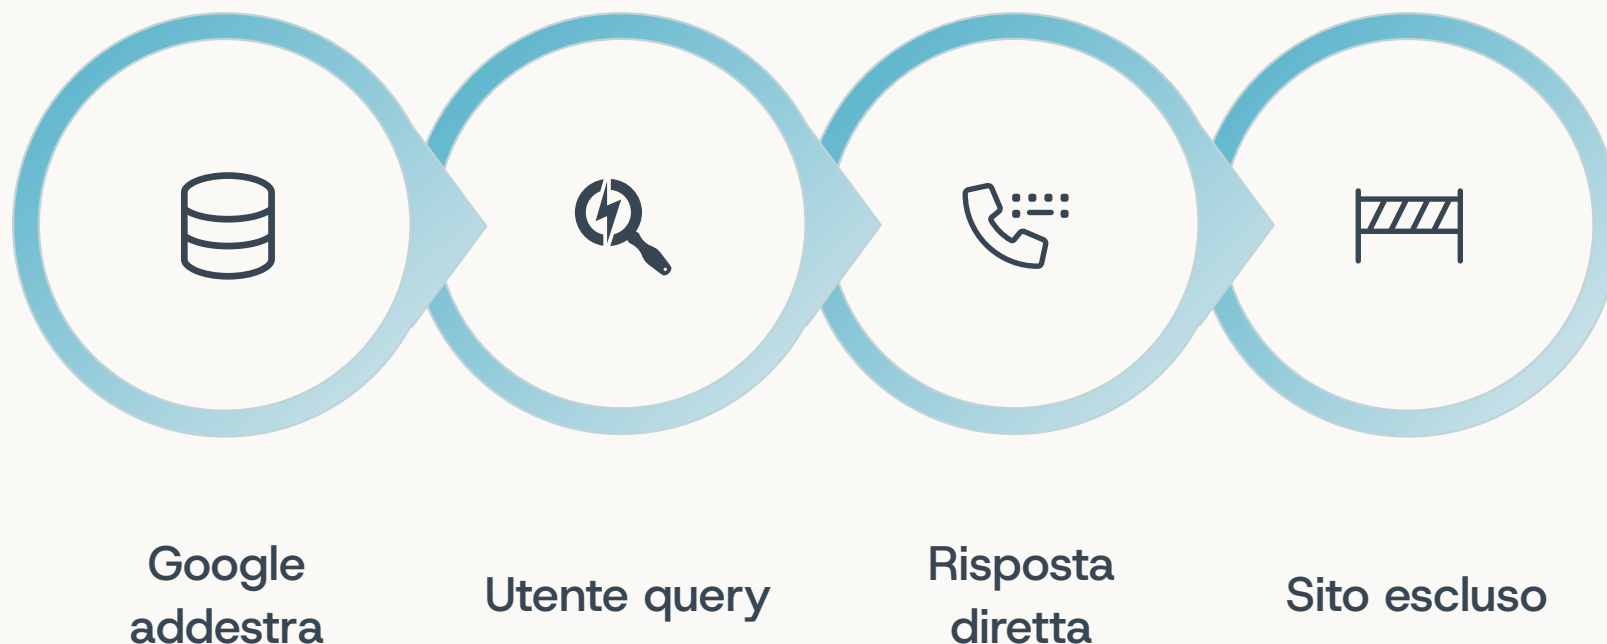 Google
addestra
Utente query
Risposta
diretta
Sito escluso